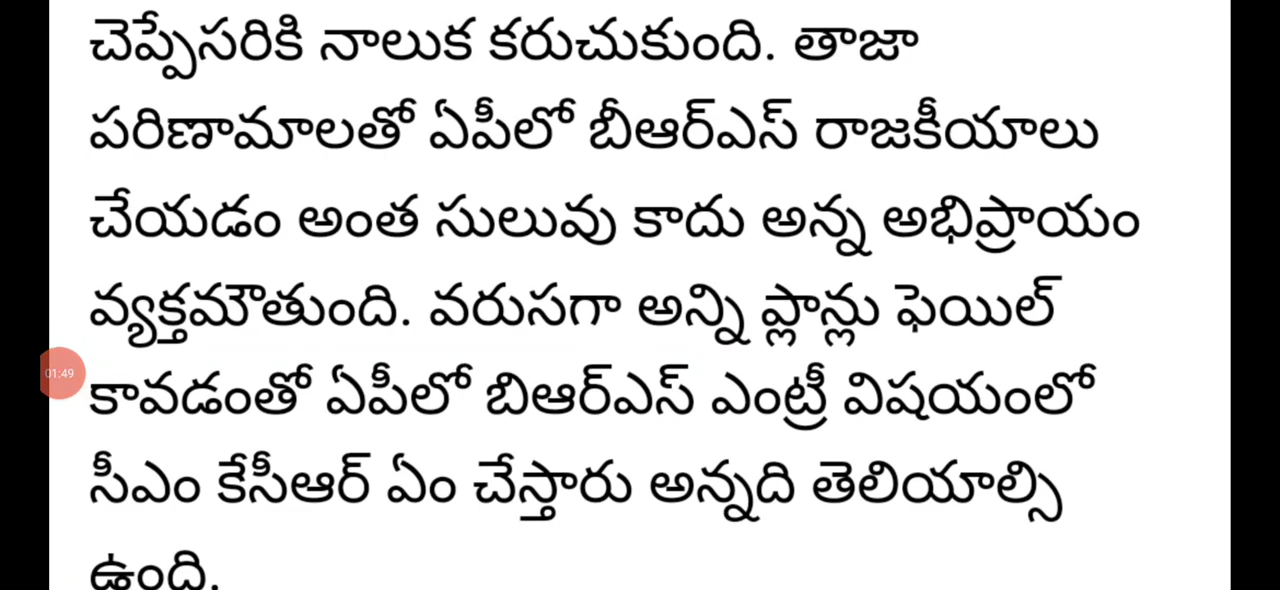 చెప్పేసరికి నాలుక కరుచుకుంది. తాజా
పరిణామాలతో ఏపీలో బీఆర్ఎస్ రాజకీయాలు
చేయడం అంత సులువు కాదు అన్న అభిప్రాయం
వ్యక్తమౌతుంది. వరుసగా అన్ని ప్లాన్లు ఫెయిల్
01:49
కావడంతో ఏపీలో బిఆర్ఎస్ ఎంట్రీ విషయంలో
సీఎం కేసీఆర్ ఏం చేస్తారు అన్నది తెలియాల్సి
ఉంది.